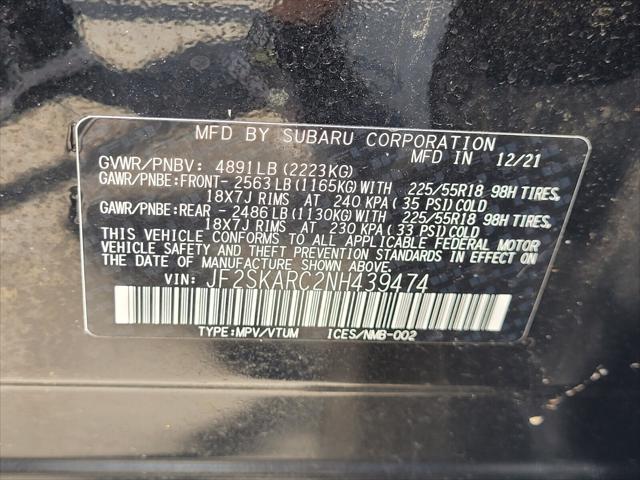 MFD BY SUBARU CORPORATION
GVWR/PNBV: 4891LB(2223KG) MFD IN 12/21
GAWR/PNBE:FRONT- 2563LB(1165KG)WITH 225/55R18 98H TIRES,
18X7J RIMS AT 240 KPA(35 PSI)COLD
GAWR/PNBE:REAR - 2486LB(1130KG)WITH 225/55R18 98H TIRES,
18X7J RIMS AT 230 KPA(33 PSI)COLD
THIS VEHICLE CONFORMS TO ALL APPLICABLE FEDERAL MOTOR
VEHICLE SAFETY AND THEFT PREVENTION STANDARDS IN EFFECT ON
THE DATE OF MANUFACTURE SHOWN ABOVE.
VIN: JF2SKARC2NH439474
TYPE:MPV/VTUM ICES/NMB-002